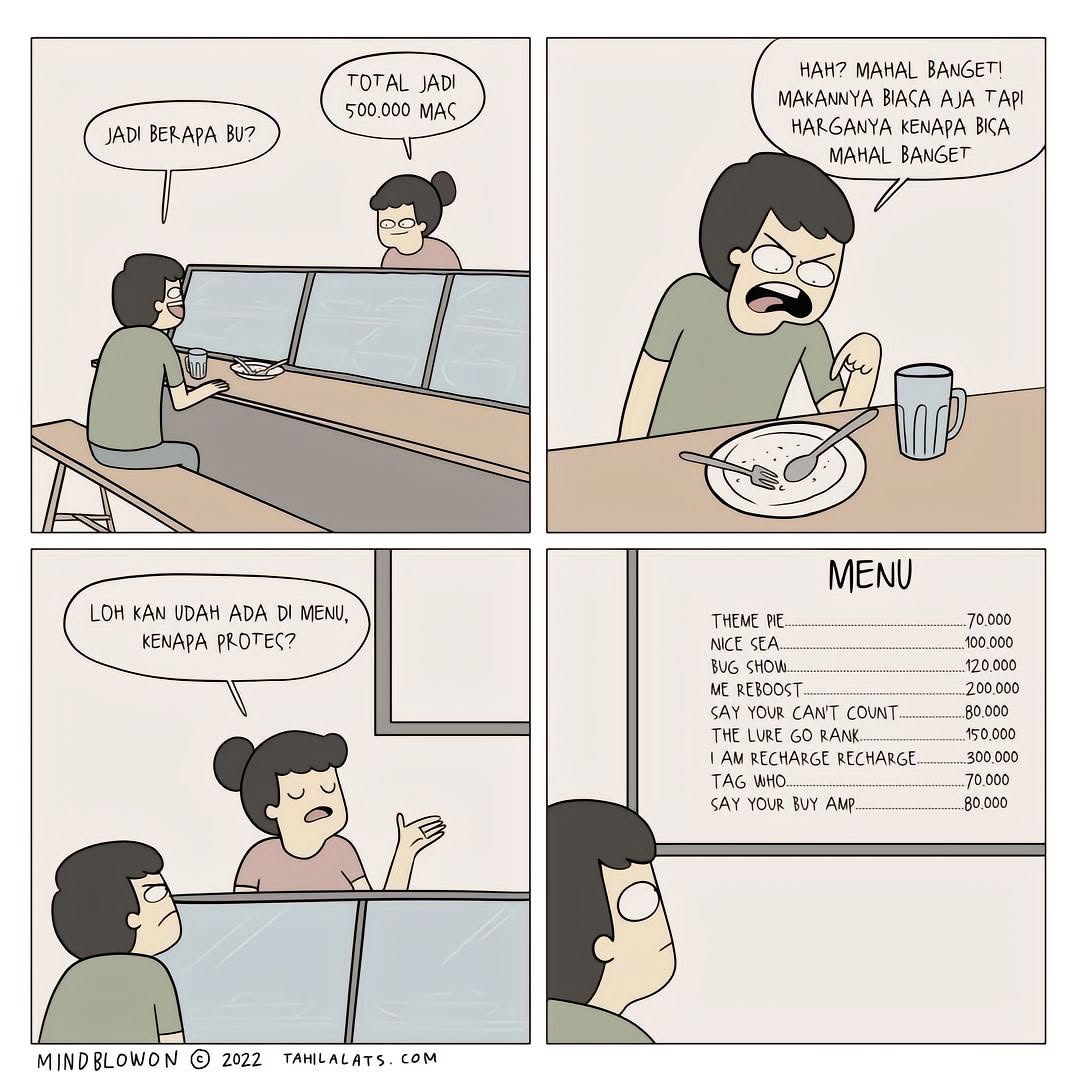 JADI BERAPA BU?
TOTAL JADI
500.000 MAS
HAH? MAHAL BANGET!
MAKANNYA BIASA AJA TAPI
HARGANYA KENAPA BISA
MAHAL BANGET
LOH KAN UDAH ADA DI MENU,
KENAPA PROTES?
MENU
THEME PIE 70.000
NICE SEA 100.000
BUG SHOW 120.000
ME REBOOST 200.000
SAY YOUR CAN'T COUNT 80.000
THE LURE GO RANK 150.000
I AM RECHARGE RECHARGE 300.000
TAG WHO 70.000
SAY YOUR BUY AMP 80.000
MINDBLOWON © 2022 TAHILALATS.COM